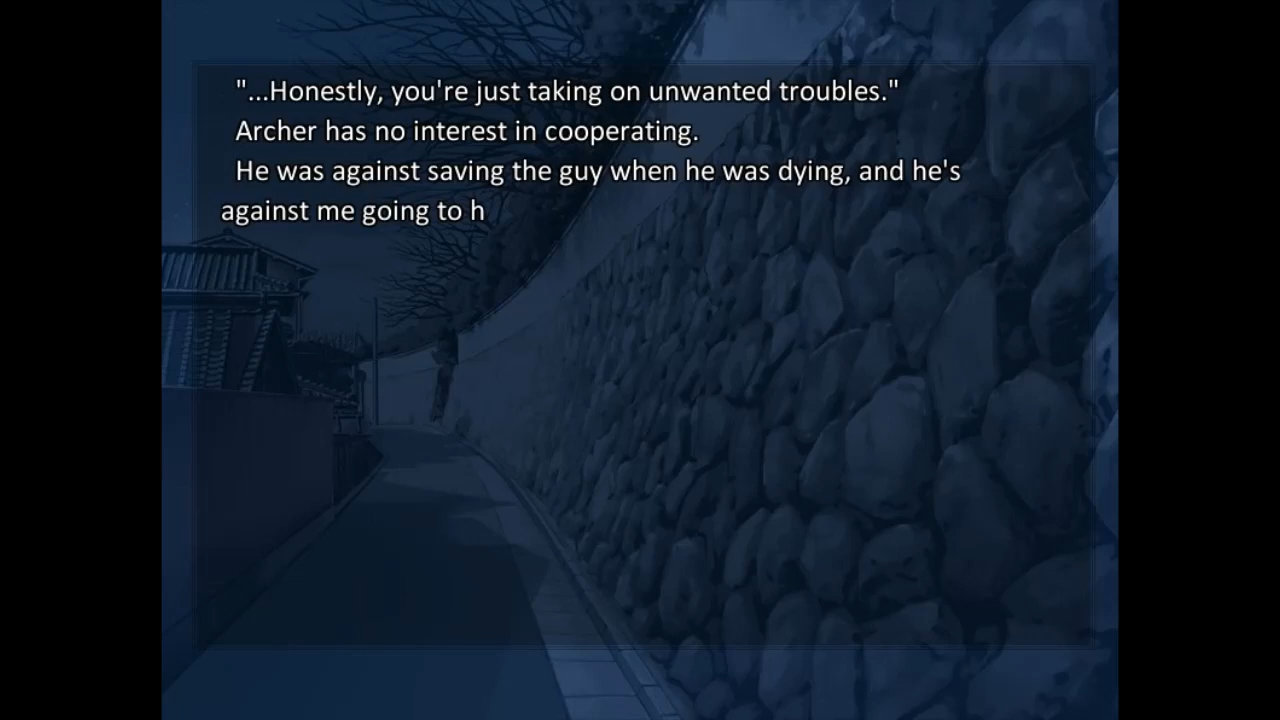 "...Honestly, you're just taking on unwanted troubles."
Archer has no interest in cooperating.
He was against saving the guy when he was dying, and he's
against me going to h